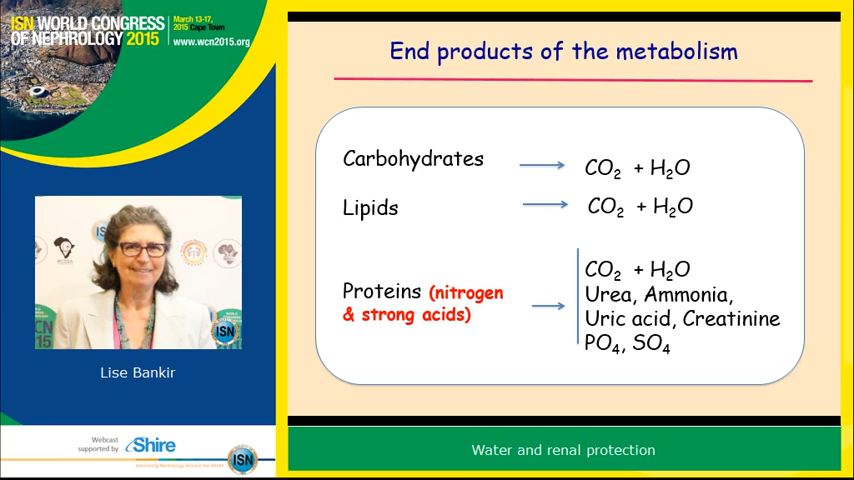 ISN WORLD CONGRESS
OF NEPHROLOGY 2015
March 13-17,
2015 Cape Town
www.wcn2015.org
End products of the metabolism
Carbohydrates → CO₂ + H₂O
Lipids → CO₂ + H₂O
Proteins (nitrogen
& strong acids) →
CO₂ + H₂O
Urea, Ammonia,
Uric acid, Creatinine
PO₄, SO₄
ISN
Lise Bankir
Webcast
supported by
Shire
ISN
Water and renal protection